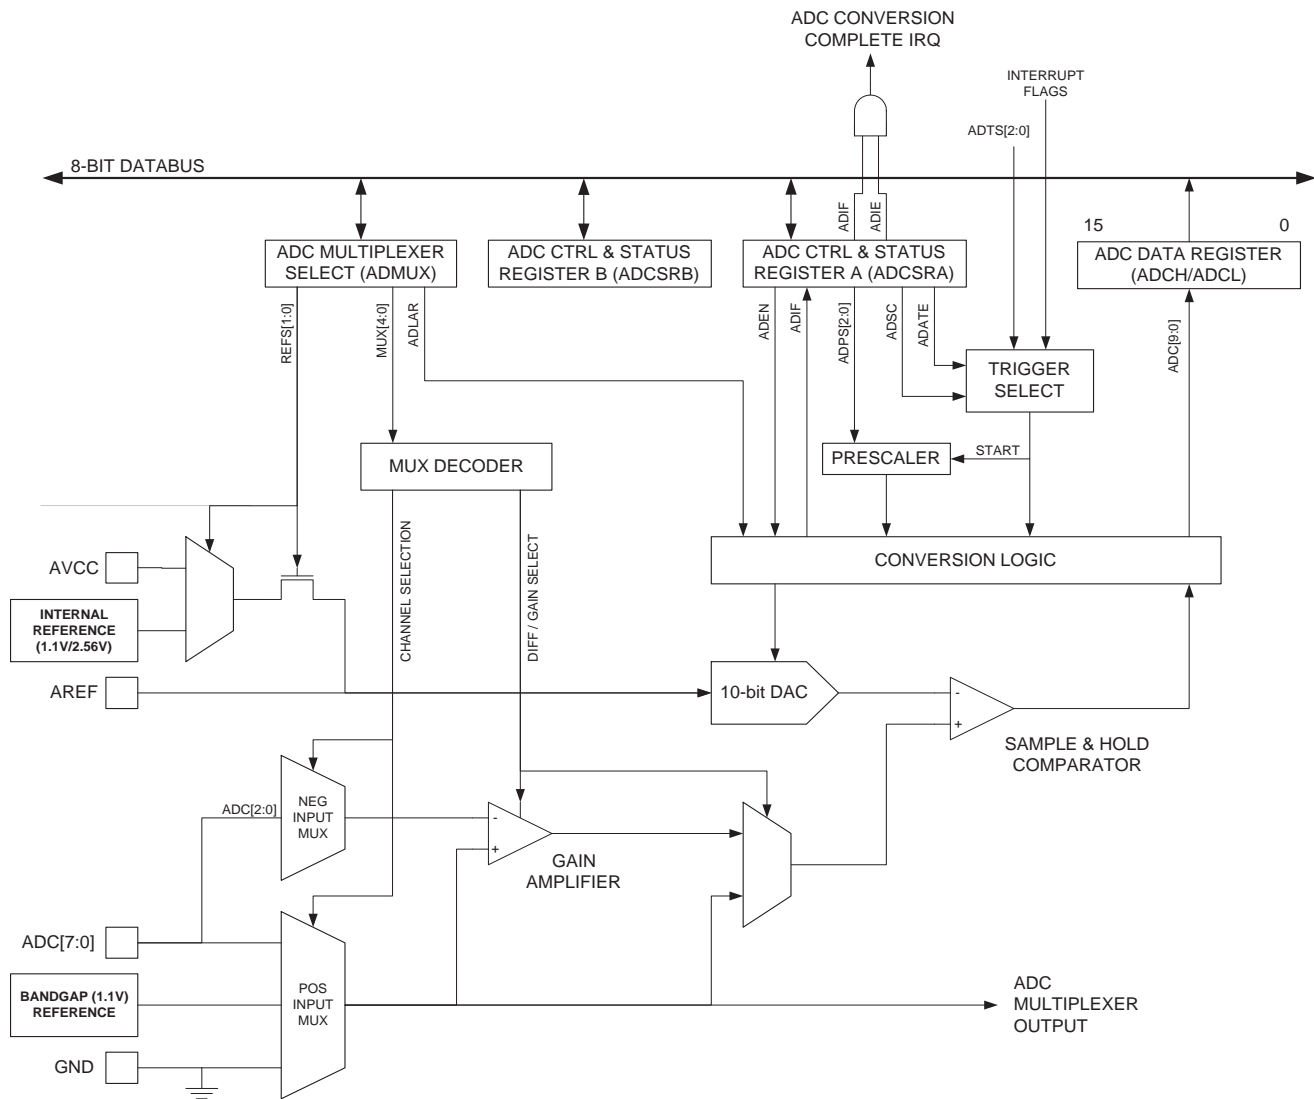 ADC CONVERSION
COMPLETE IRQ
INTERRUPT
FLAGS
ADTS[2:0]
8-BIT DATABUS
ADIF
ADIE
15
0
ADC MULTIPLEXER
SELECT (ADMUX)
ADC CTRL & STATUS
REGISTER B (ADCSRB)
ADC CTRL & STATUS
REGISTER A (ADCSRA)
ADC DATA REGISTER
(ADCH/ADCL)
REFS[1:0]
MUX[4:0]
ADLAR
ADEN
ADIF
ADPS[2:0]
ADSC
ADATE
ADC[9:0]
TRIGGER
SELECT
MUX DECODER
PRESCALER
START
CHANNEL SELECTION
DIFF / GAIN SELECT
CONVERSION LOGIC
AVCC
INTERNAL
REFERENCE
(1.1V/2.56V)
AREF
10-bit DAC
-
+
SAMPLE & HOLD
COMPARATOR
ADC[2:0]
NEG
INPUT
MUX
-
+
GAIN
AMPLIFIER
ADC[7:0]
BANDGAP (1.1V)
REFERENCE
POS
INPUT
MUX
ADC
MULTIPLEXER
OUTPUT
GND